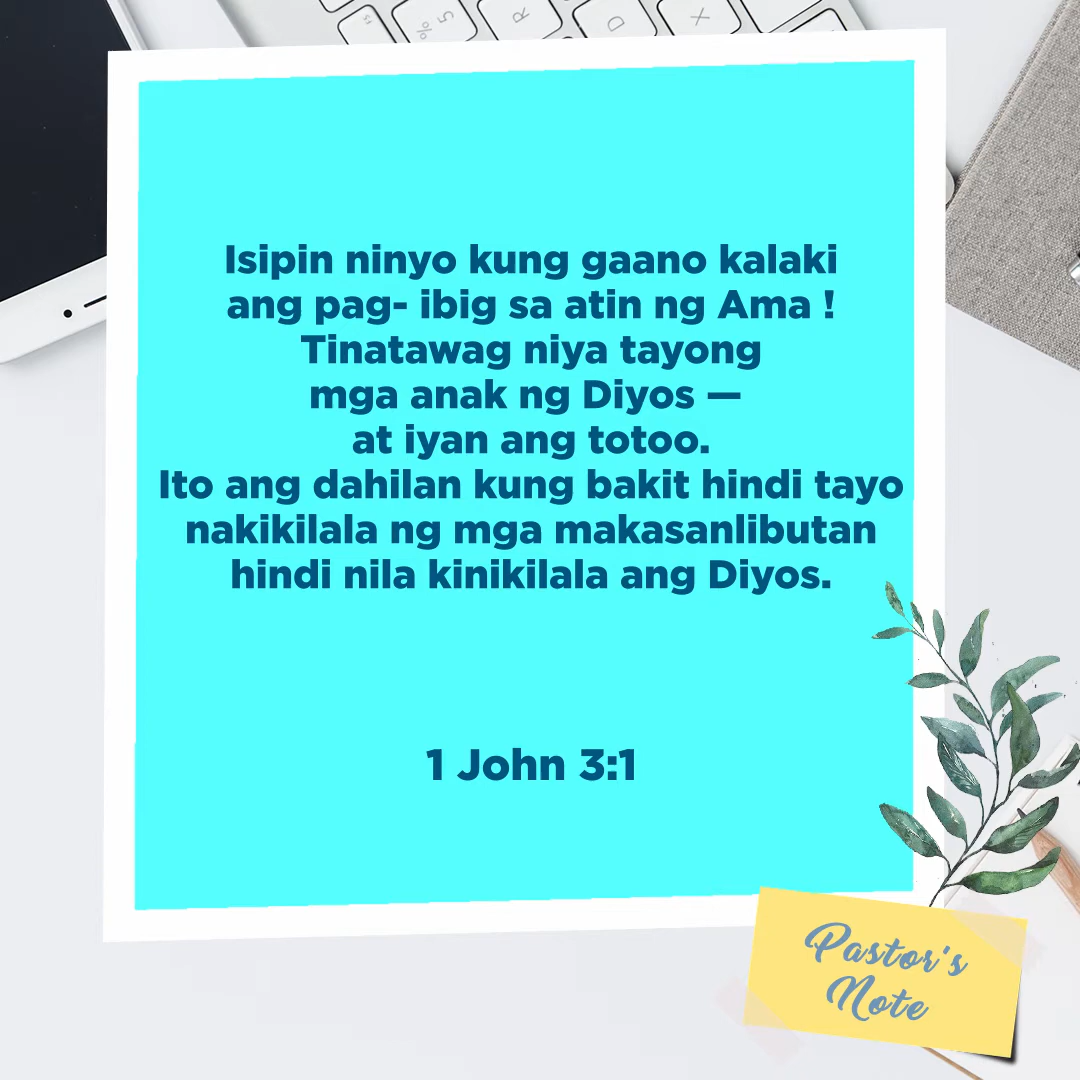 Isipin ninyo kung gaano kalaki
ang pag- ibig sa atin ng Ama !
Tinatawag niya tayong
mga anak ng Diyos —
at iyan ang totoo.
Ito ang dahilan kung bakit hindi tayo
nakikilala ng mga makasanlibutan
hindi nila kinikilala ang Diyos.
1 John 3:1
Pastor's
Note